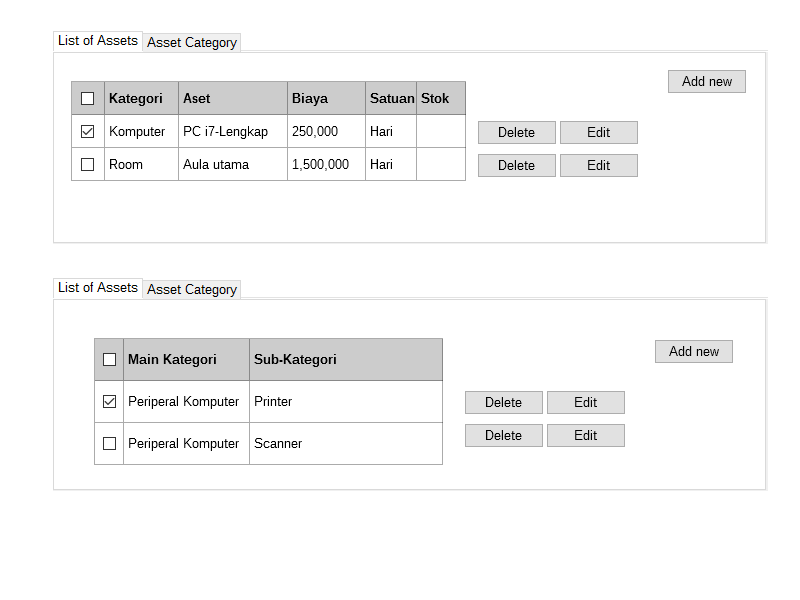 List of Assets Asset Category
Add new
Kategori Aset Biaya Satuan Stok
Komputer PC i7-Lengkap 250,000 Hari Delete Edit
Room Aula utama 1,500,000 Hari Delete Edit
List of Assets Asset Category
Add new
Main Kategori Sub-Kategori
Periperal Komputer Printer Delete Edit
Periperal Komputer Scanner Delete Edit